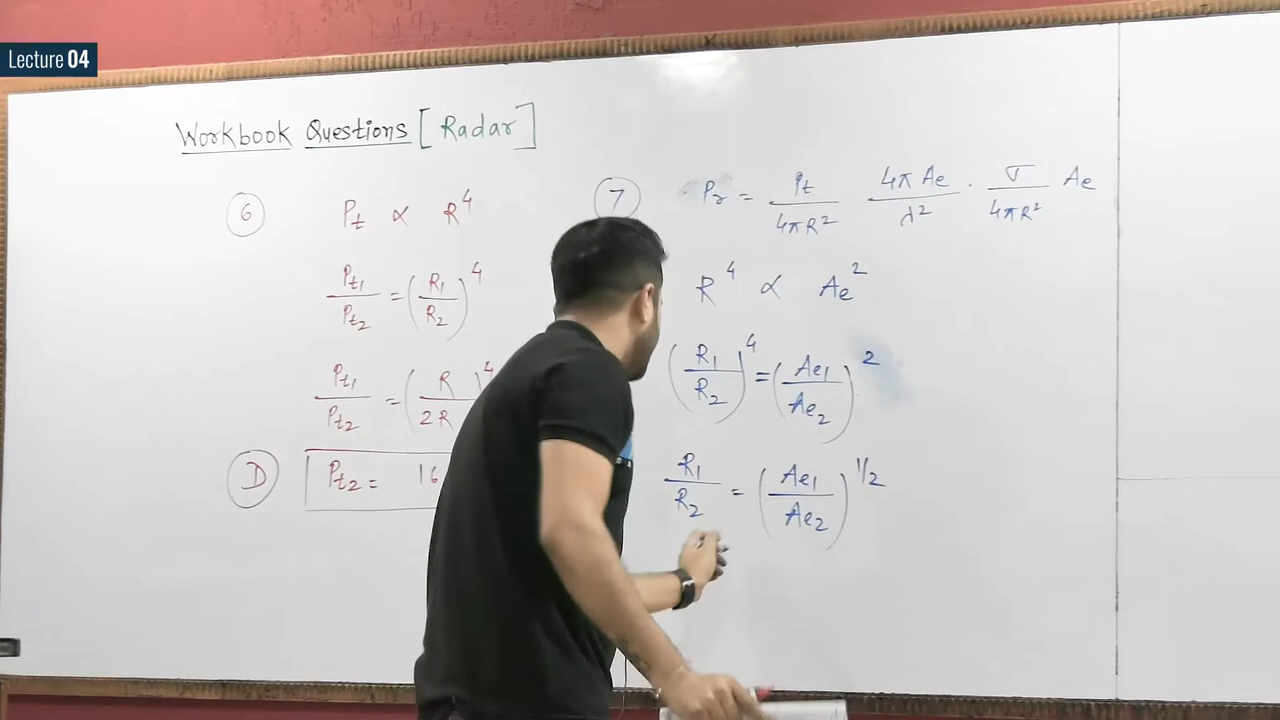 Lecture 04
Workbook Questions [ Radar ]
6
Pt ∝ R^4
Pt1/Pt2 = (R1/R2)^4
Pt1/Pt2 = (R/2R)^4
D
Pt2 = 16
7
Pr = Pt/4πR² 4πAe/λ² · σ/4πR² Ae
R^4 ∝ Ae²
(R1/R2)^4 = (Ae1/Ae2)^2
R1/R2 = (Ae1/Ae2)^1/2